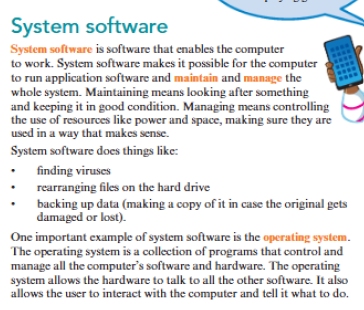 System software
System software is software that enables the computer
to work. System software makes it possible for the computer
to run application software and maintain and manage the
whole system. Maintaining means looking after something
and keeping it in good condition. Managing means controlling
the use of resources like power and space, making sure they are
used in a way that makes sense.
System software does things like:
• finding viruses
• rearranging files on the hard drive
• backing up data (making a copy of it in case the original gets
damaged or lost).
One important example of system software is the operating system.
The operating system is a collection of programs that control and
manage all the computer's software and hardware. The operating
system allows the hardware to talk to all the other software. It also
allows the user to interact with the computer and tell it what to do.